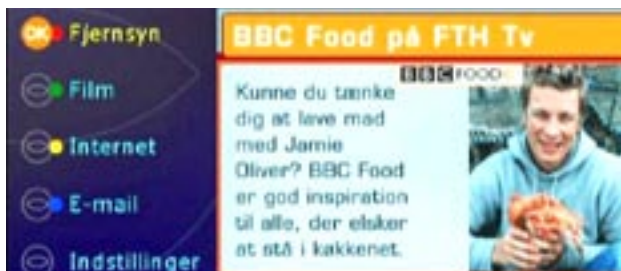 OK Fjernsyn
Film
Internet
E-mail
Indstillinger
BBC Food på FTH Tv
BBC FOOD
Kunne du tænke
dig at lave mad
med Jamie
Oliver? BBC Food
er god inspiration
til alle, der elsker
at stå i køkkenet.